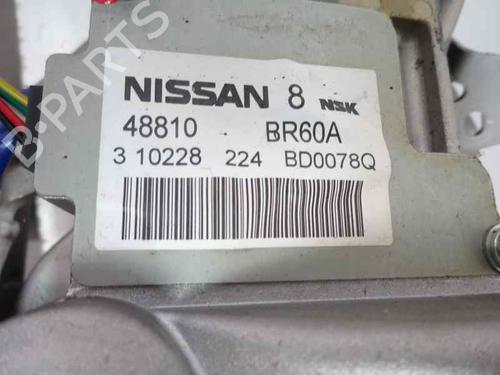 NISSAN 8 NSK
48810 BR60A
3 10228 224 BD0078Q
B-PARTS